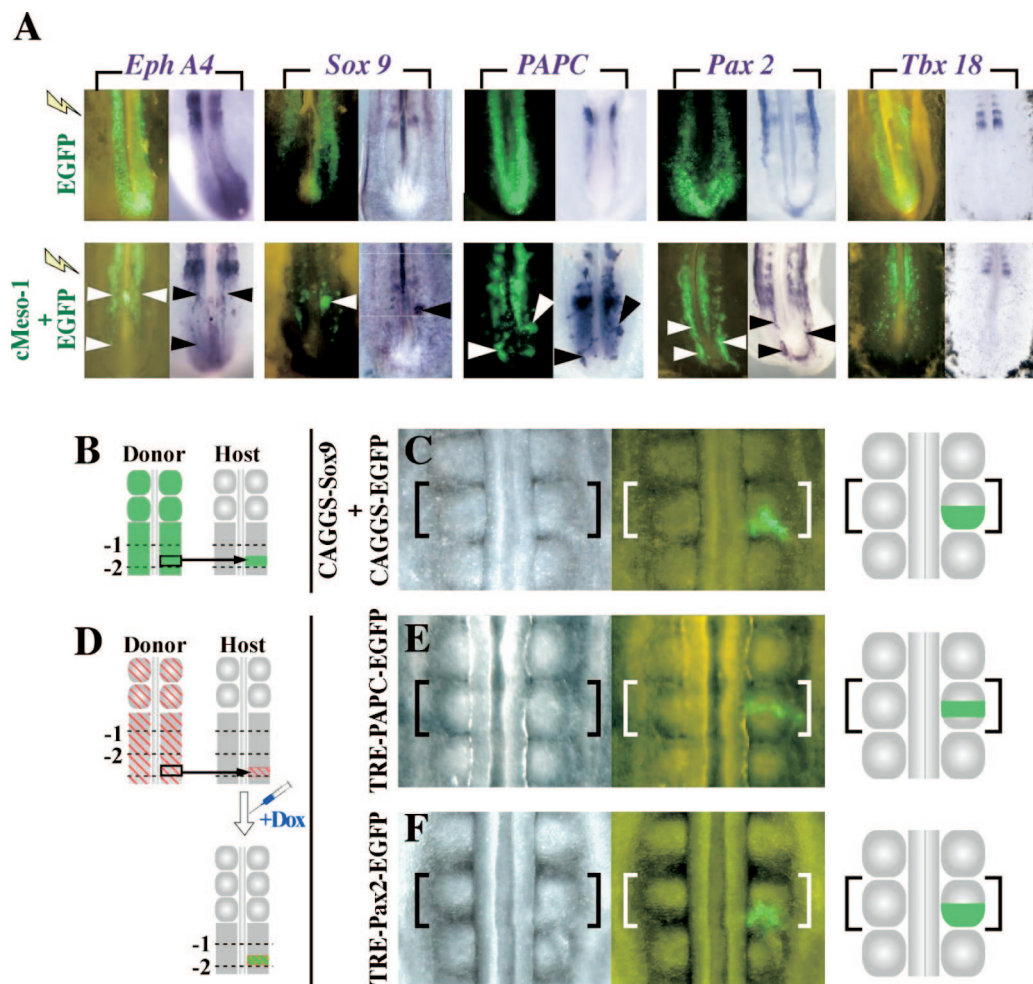 A
Eph A4 Sox 9 PAPC Pax 2 Tbx 18
EGFP
cMeso-1
+
EGFP
B
Donor Host
-1
-2
CAGGS-Sox9
+
CAGGS-EGFP
C
D
Donor Host
-1
-2
+Dox
-1
-2
TRE-PAPC-EGFP
E
TRE-Pax2-EGFP
F